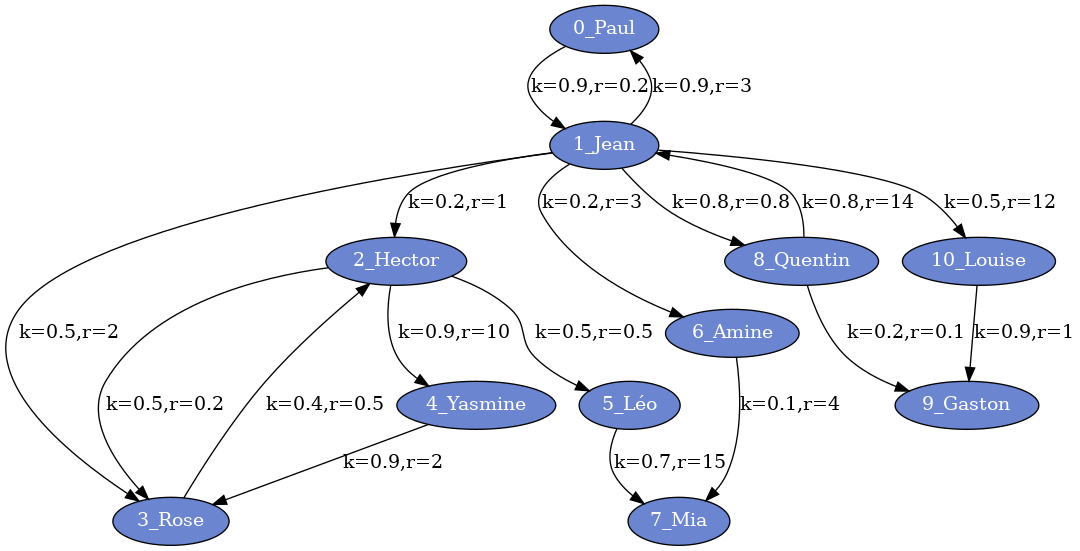 0_Paul
k=0.9,r=0.2
k=0.9,r=3
1_Jean
k=0.2,r=1
k=0.2,r=3
k=0.8,r=0.8
k=0.8,r=14
k=0.5,r=12
2_Hector
8_Quentin
10_Louise
k=0.5,r=2
k=0.9,r=10
k=0.5,r=0.5
6_Amine
k=0.2,r=0.1
k=0.9,r=1
k=0.5,r=0.2
k=0.4,r=0.5
4_Yasmine
5_Léo
k=0.1,r=4
9_Gaston
k=0.9,r=2
k=0.7,r=15
3_Rose
7_Mia